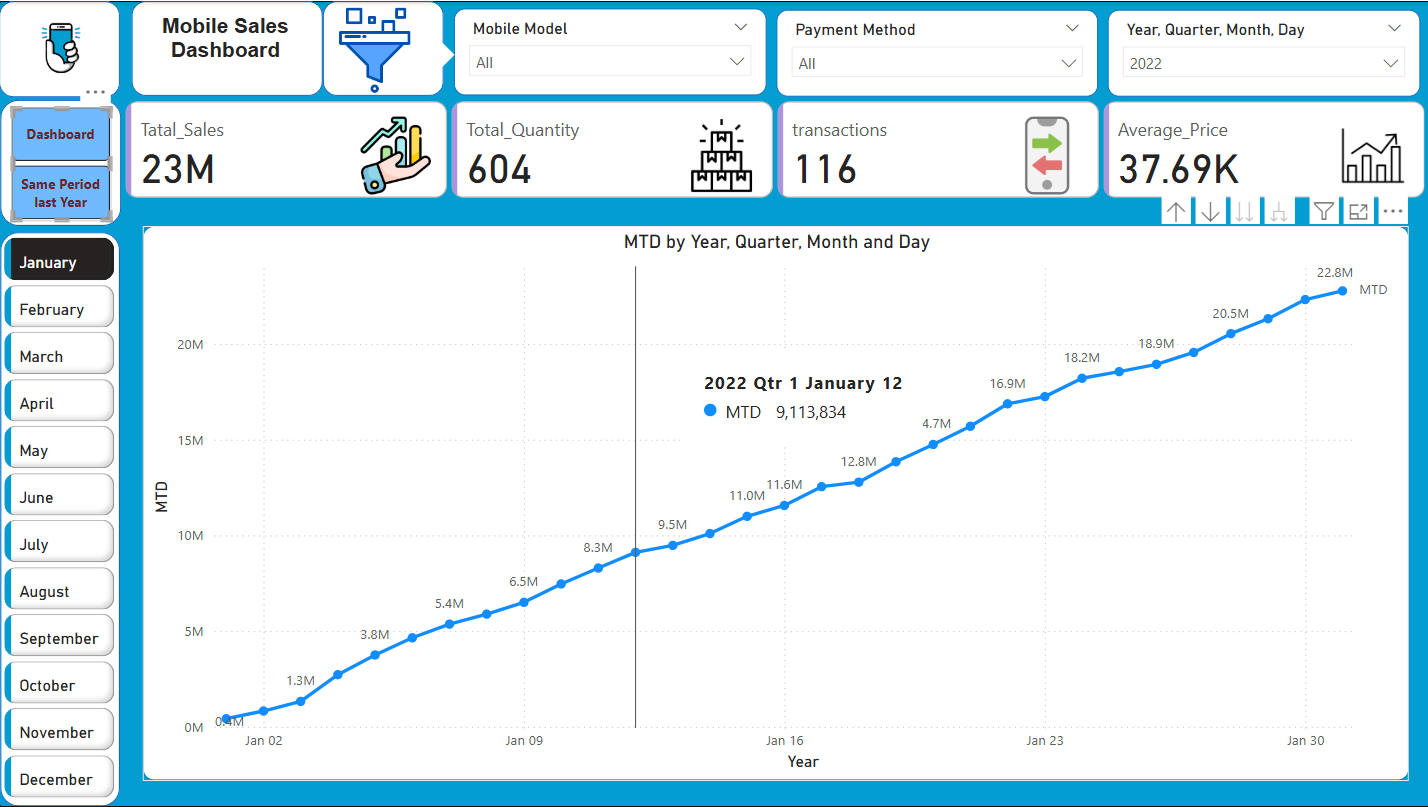 Mobile Sales
Dashboard
Mobile Model
All
Payment Method
All
Year, Quarter, Month, Day
2022
Dashboard
Same Period
last Year
Tatal_Sales
23M
Total_Quantity
604
transactions
116
Average_Price
37.69K
January
February
March
April
May
June
July
August
September
October
November
December
MTD by Year, Quarter, Month and Day
MTD
20M
15M
10M
5M
0M
0.4M
1.3M
3.8M
5.4M
6.5M
8.3M
9.5M
11.0M
11.6M
12.8M
4.7M
16.9M
18.2M
18.9M
20.5M
22.8M
MTD
2022 Qtr 1 January 12
MTD 9,113,834
Jan 02
Jan 09
Jan 16
Jan 23
Jan 30
Year